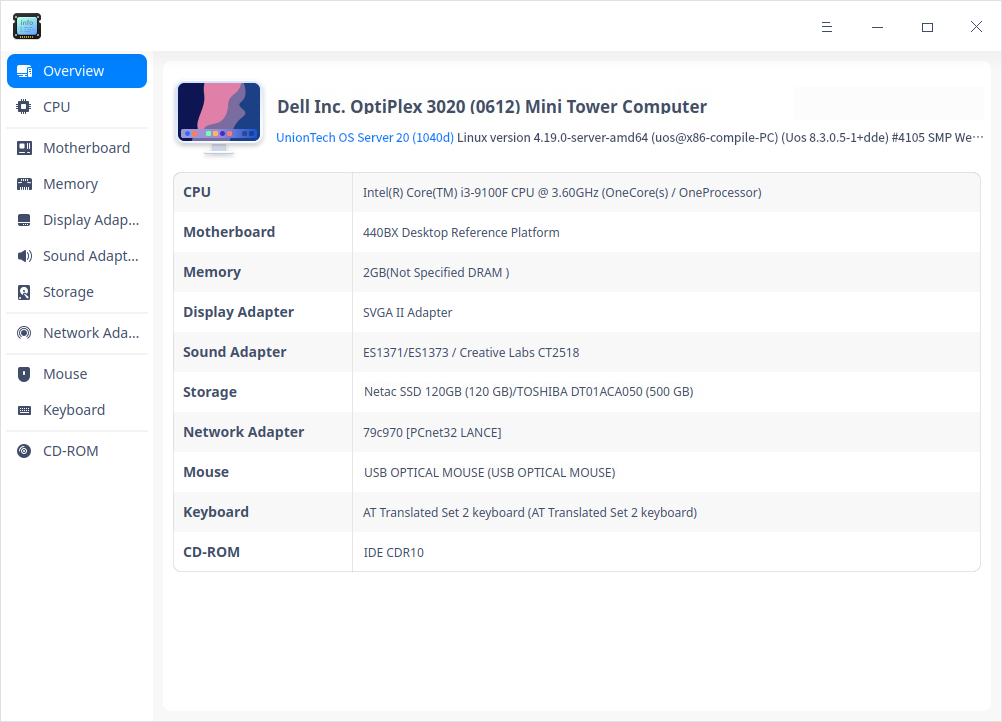 info
Overview
CPU
Motherboard
Memory
Display Adap...
Sound Adapt...
Storage
Network Ada...
Mouse
Keyboard
CD-ROM
Dell Inc. OptiPlex 3020 (0612) Mini Tower Computer
UnionTech OS Server 20 (1040d) Linux version 4.19.0-server-amd64 (uos@x86-compile-PC) (Uos 8.3.0.5-1+dde) #4105 SMP We···
CPU Intel(R) Core(TM) i3-9100F CPU @ 3.60GHz (OneCore(s) / OneProcessor)
Motherboard 440BX Desktop Reference Platform
Memory 2GB(Not Specified DRAM )
Display Adapter SVGA II Adapter
Sound Adapter ES1371/ES1373 / Creative Labs CT2518
Storage Netac SSD 120GB (120 GB)/TOSHIBA DT01ACA050 (500 GB)
Network Adapter 79c970 [PCnet32 LANCE]
Mouse USB OPTICAL MOUSE (USB OPTICAL MOUSE)
Keyboard AT Translated Set 2 keyboard (AT Translated Set 2 keyboard)
CD-ROM IDE CDR10